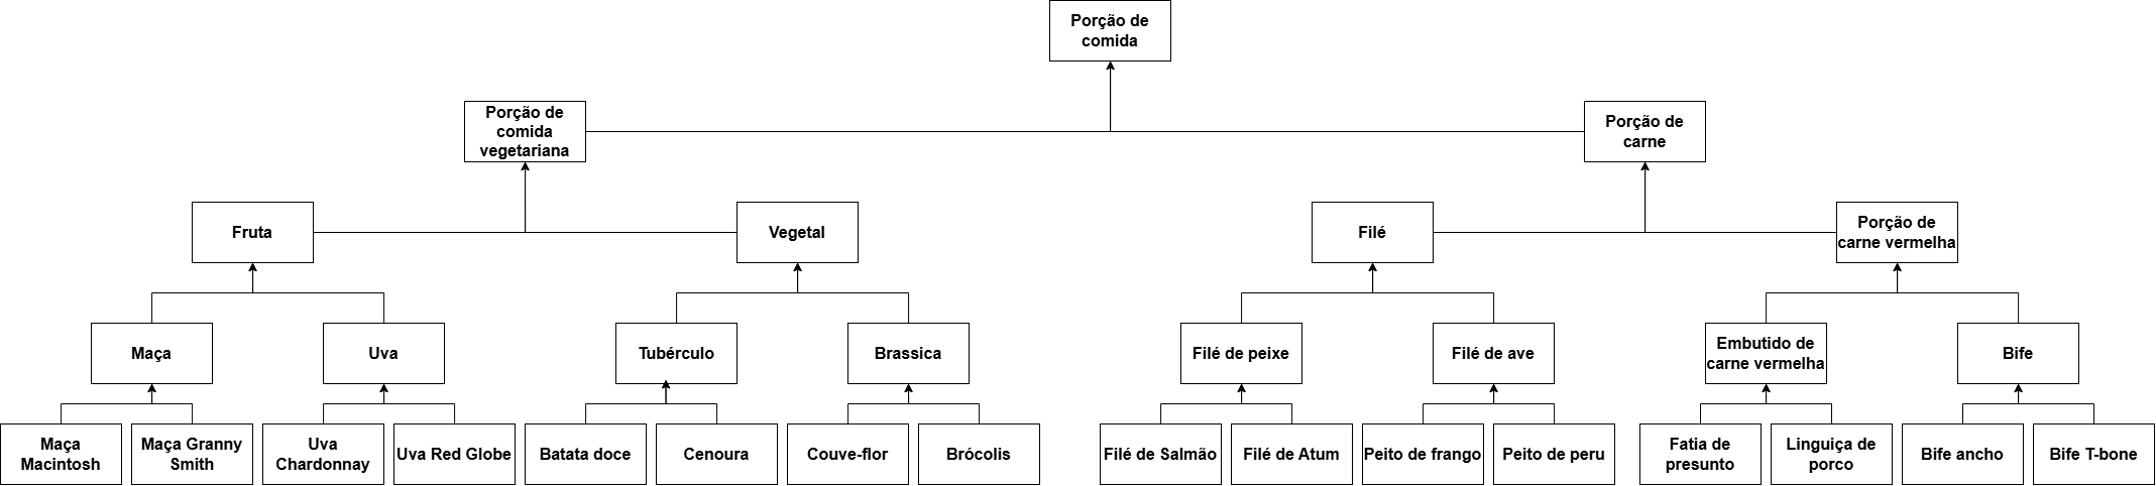 Porção de
comida
Porção de
comida
vegetariana
Porção de
carne
Fruta
Vegetal
Filé
Porção de
carne vermelha
Maça
Uva
Tubérculo
Brassica
Filé de peixe
Filé de ave
Embutido de
carne vermelha
Bife
Maça
Macintosh
Maça Granny
Smith
Uva
Chardonnay
Uva Red Globe
Batata doce
Cenoura
Couve-flor
Brócolis
Filé de Salmão
Filé de Atum
Peito de frango
Peito de peru
Fatia de
presunto
Linguiça de
porco
Bife ancho
Bife T-bone